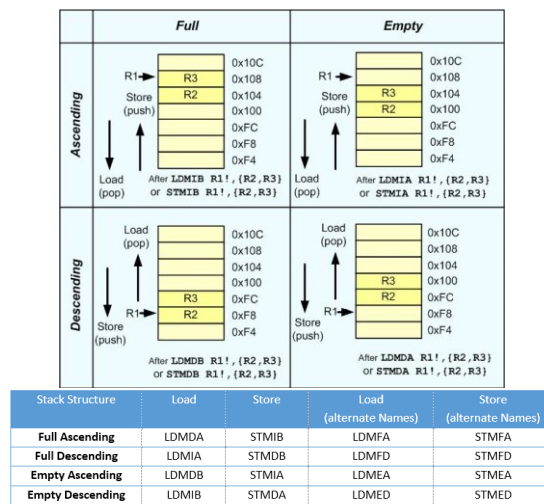 Full Empty
Ascending
0x10C
R1 R3 0x108
Store R2 0x104
(push) 0x100
0xFC
0xF8
0xF4
Load
(pop)
After LDMIB R1!,{R2,R3}
or STMIB R1!,{R2,R3}
0x10C
R1 0x108
Store R3 0x104
(push) R2 0x100
0xFC
0xF8
0xF4
Load
(pop)
After LDMIA R1!,{R2,R3}
or STMIA R1!,{R2,R3}
Descending
Load
(pop)
0x10C
0x108
0x104
0x100
R3 0xFC
R1 R2 0xF8
0xF4
Store
(push)
After LDMDB R1!,{R2,R3}
or STMDB R1!,{R2,R3}
Load
(pop)
0x10C
0x108
0x104
R3 0x100
R2 0xFC
R1 0xF8
0xF4
Store
(push)
After LDMDA R1!,{R2,R3}
or STMDA R1!,{R2,R3}
Stack Structure Load Store Load Store
(alternate Names) (alternate Names)
Full Ascending LDMDA STMIB LDMFA STMFA
Full Descending LDMIA STMDB LDMFD STMFD
Empty Ascending LDMDB STMIA LDMEA STMEA
Empty Descending LDMIB STMDA LDMED STMED